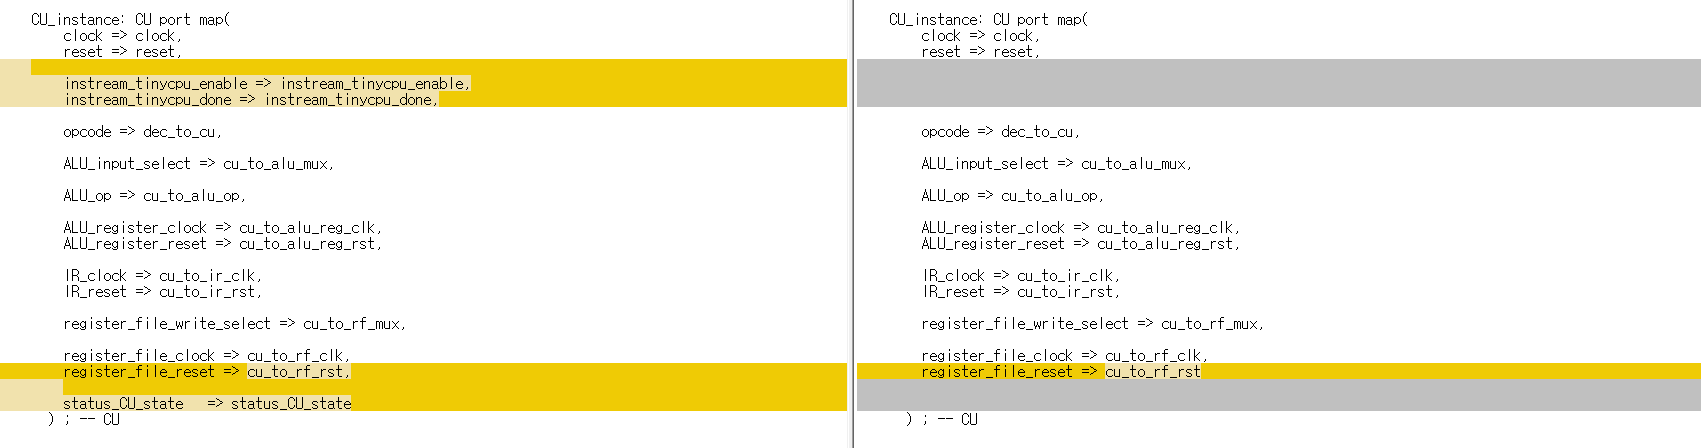 CU_instance: CU port map(
clock => clock,
reset => reset,
instream_tinycpu_enable => instream_tinycpu_enable,
instream_tinycpu_done => instream_tinycpu_done,
opcode => dec_to_cu,
ALU_input_select => cu_to_alu_mux,
ALU_op => cu_to_alu_op,
ALU_register_clock => cu_to_alu_reg_clk,
ALU_register_reset => cu_to_alu_reg_rst,
IR_clock => cu_to_ir_clk,
IR_reset => cu_to_ir_rst,
register_file_write_select => cu_to_rf_mux,
register_file_clock => cu_to_rf_clk,
register_file_reset => cu_to_rf_rst,
status_CU_state   => status_CU_state
) ; -- CU
CU_instance: CU port map(
clock => clock,
reset => reset,
opcode => dec_to_cu,
ALU_input_select => cu_to_alu_mux,
ALU_op => cu_to_alu_op,
ALU_register_clock => cu_to_alu_reg_clk,
ALU_register_reset => cu_to_alu_reg_rst,
IR_clock => cu_to_ir_clk,
IR_reset => cu_to_ir_rst,
register_file_write_select => cu_to_rf_mux,
register_file_clock => cu_to_rf_clk,
register_file_reset => cu_to_rf_rst
) ; -- CU